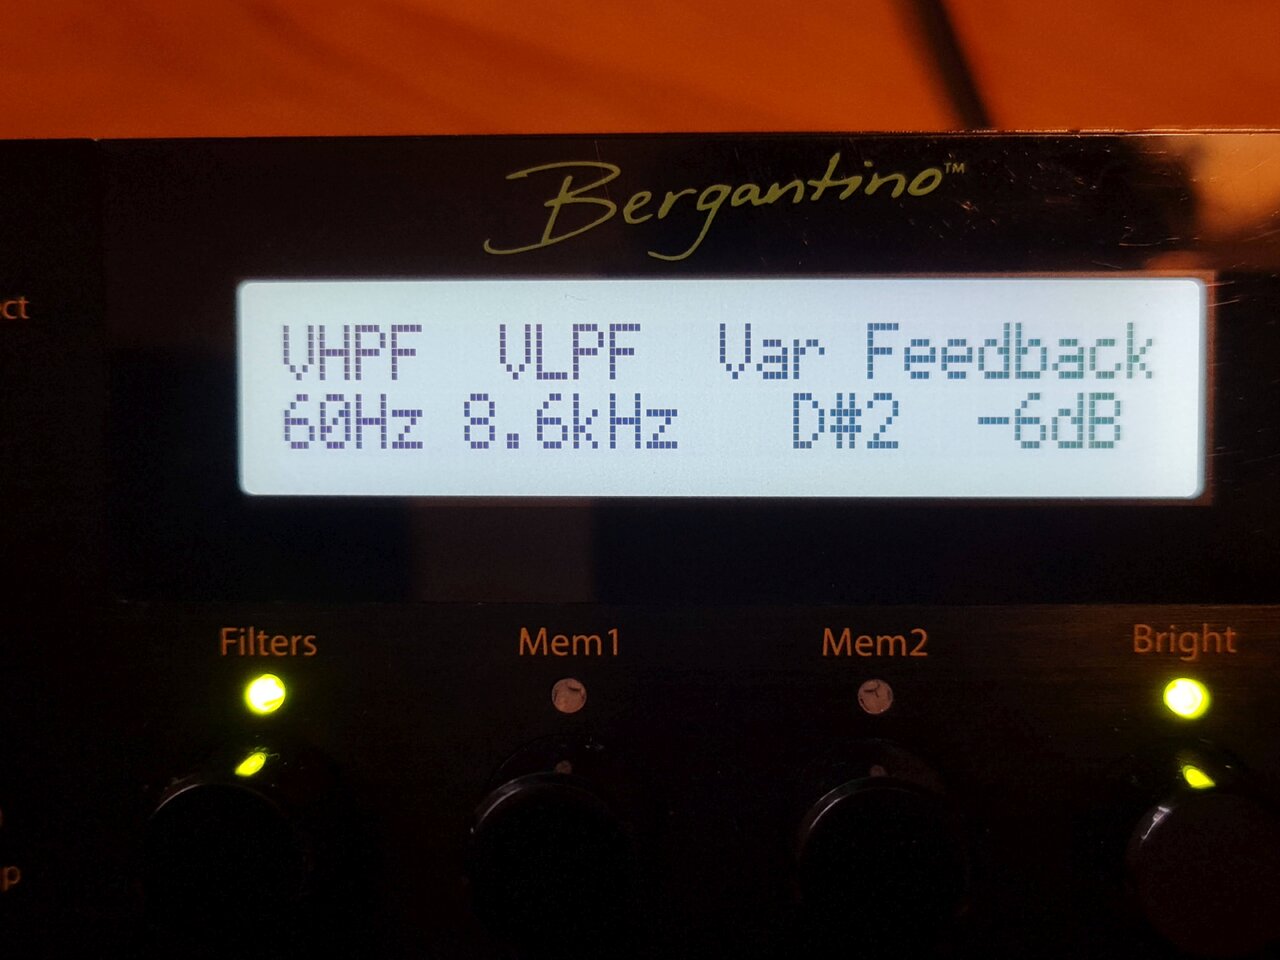 Bergantino™
VHPF VLPF Var Feedback
60Hz 8.6kHz D#2 -6dB
Filters Mem1 Mem2 Bright